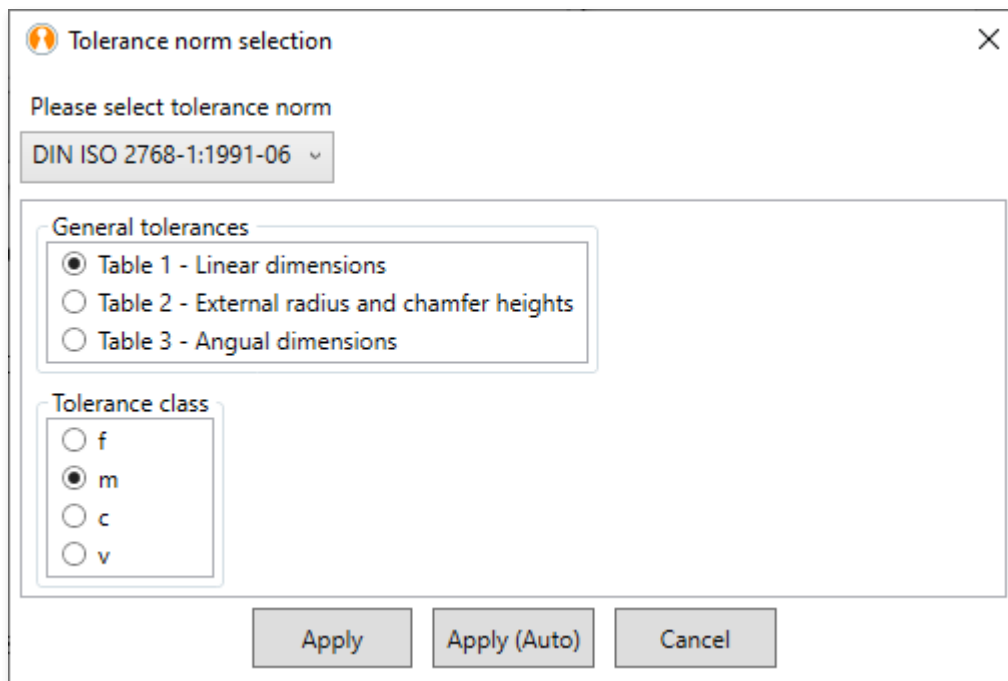 Tolerance norm selection
Please select tolerance norm
DIN ISO 2768-1:1991-06
General tolerances
Table 1 - Linear dimensions
Table 2 - External radius and chamfer heights
Table 3 - Angual dimensions
Tolerance class
f
m
c
v
Apply
Apply (Auto)
Cancel